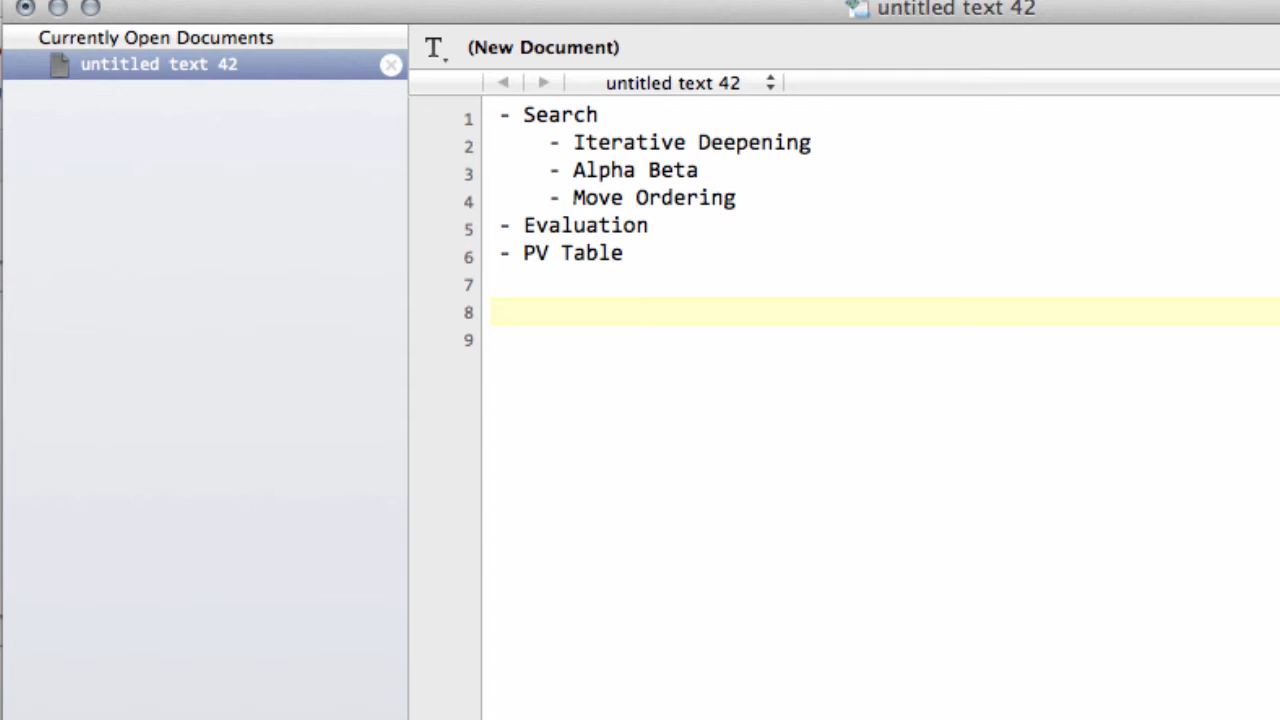 untitled text 42
Currently Open Documents
untitled text 42
T (New Document)
untitled text 42
1 - Search
2 - Iterative Deepening
3 - Alpha Beta
4 - Move Ordering
5 - Evaluation
6 - PV Table
7
8
9